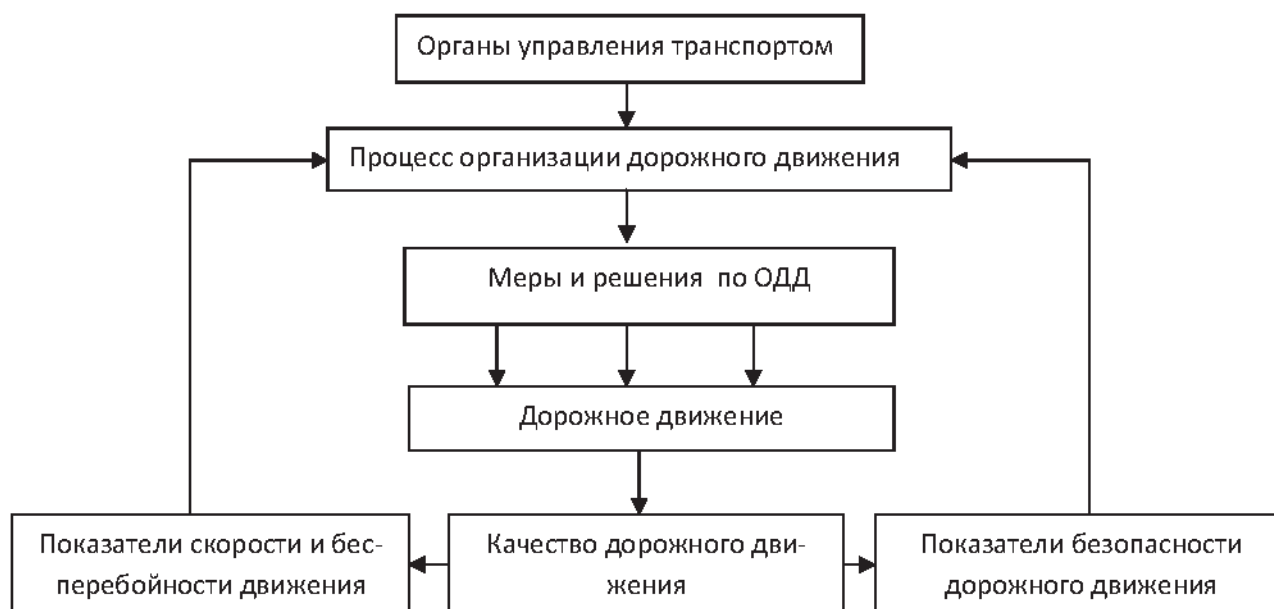 Органы управления транспортом
Процесс организации дорожного движения
Меры и решения по ОДД
Дорожное движение
Показатели скорости и бес-
перебойности движения
Качество дорожного дви-
жения
Показатели безопасности
дорожного движения